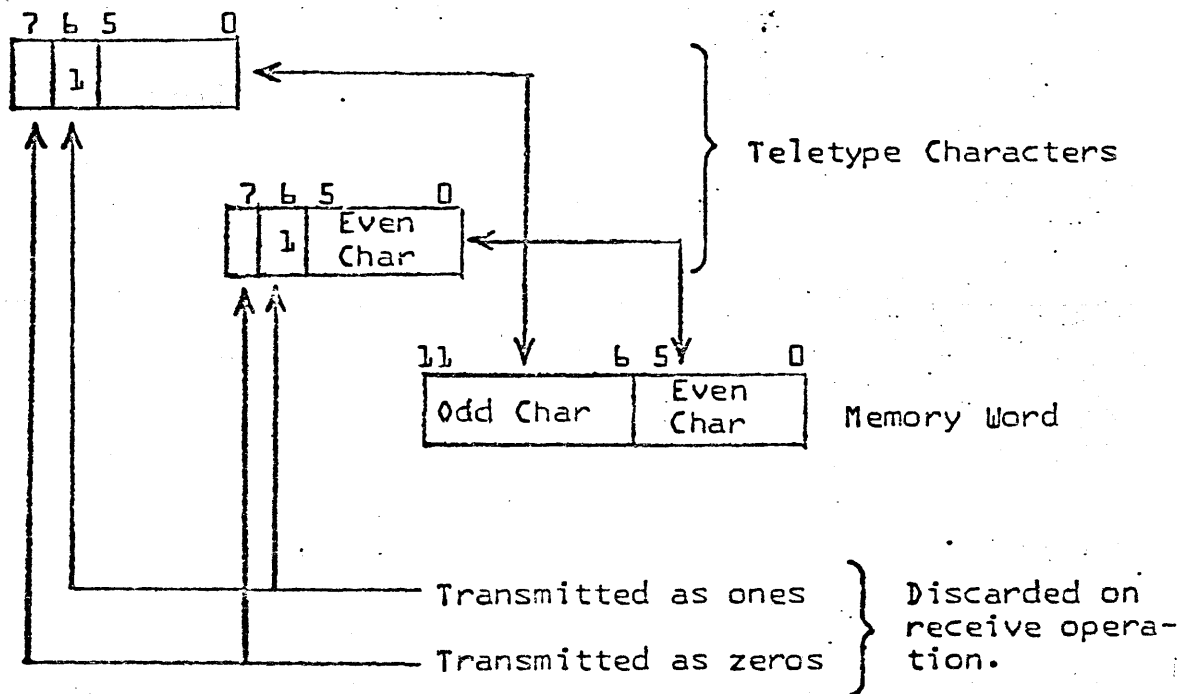 7 6 5 0
1
Teletype Characters
7 6 5 0
1 Even
Char
11 6 5 0
Odd Char Even
Char
Memory Word
Transmitted as ones
Transmitted as zeros
Discarded on
receive opera-
tion.